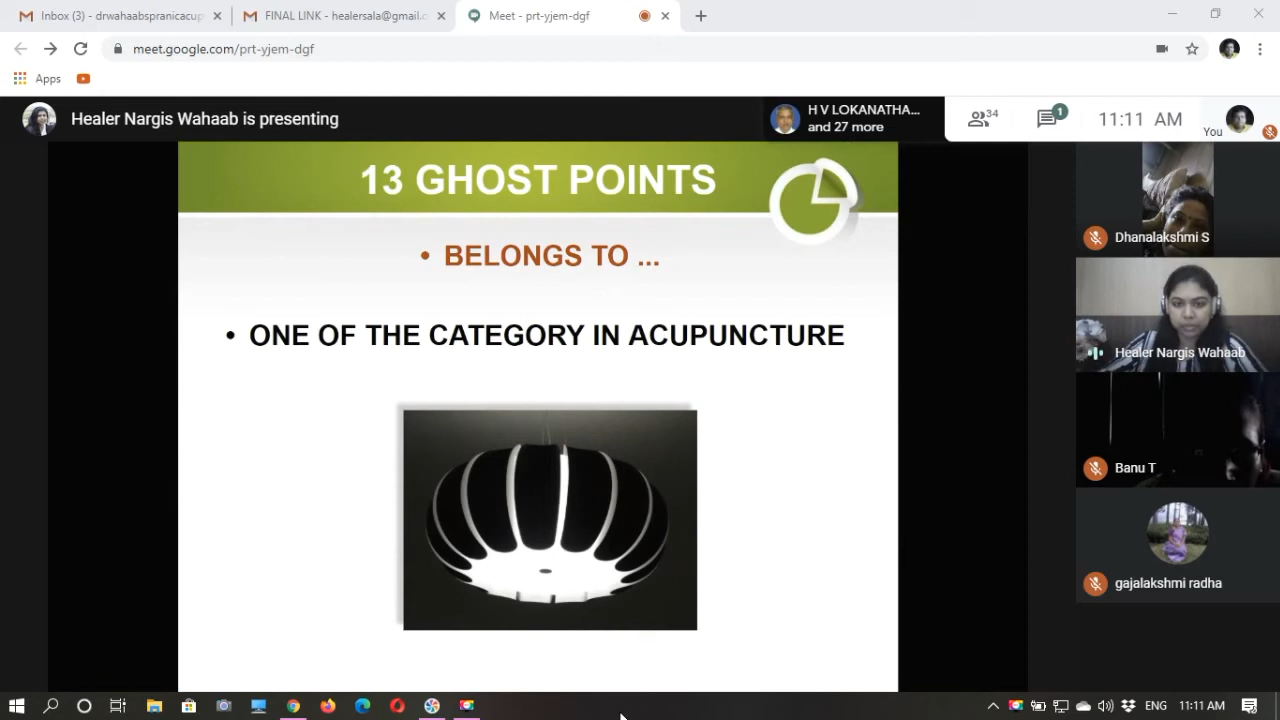 Inbox (3) - drwahaabspranicacup
FINAL LINK - healersala@gmail.c
Meet - prt-yjem-dgf
meet.google.com/prt-yjem-dgf
Apps
Healer Nargis Wahaab is presenting
H V LOKANATHA...
and 27 more
34
1
11:11 AM
You
13 GHOST POINTS
• BELONGS TO ...
• ONE OF THE CATEGORY IN ACUPUNCTURE
Dhanalakshmi S
Healer Nargis Wahaab
Banu T
gajalakshmi radha
ENG
11:11 AM